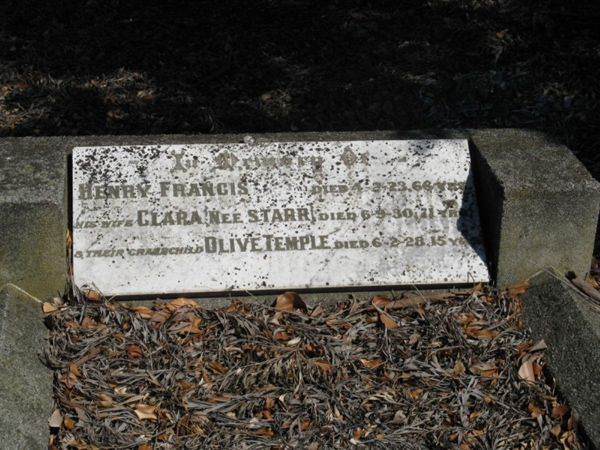 In Memory Of
Henry Francis died 4-2-23, 66 yrs
his wife Clara, nee Starr, died 6-9-30, 71 yrs
& their grandchild Olive Temple died 6-2-28, 15 yrs